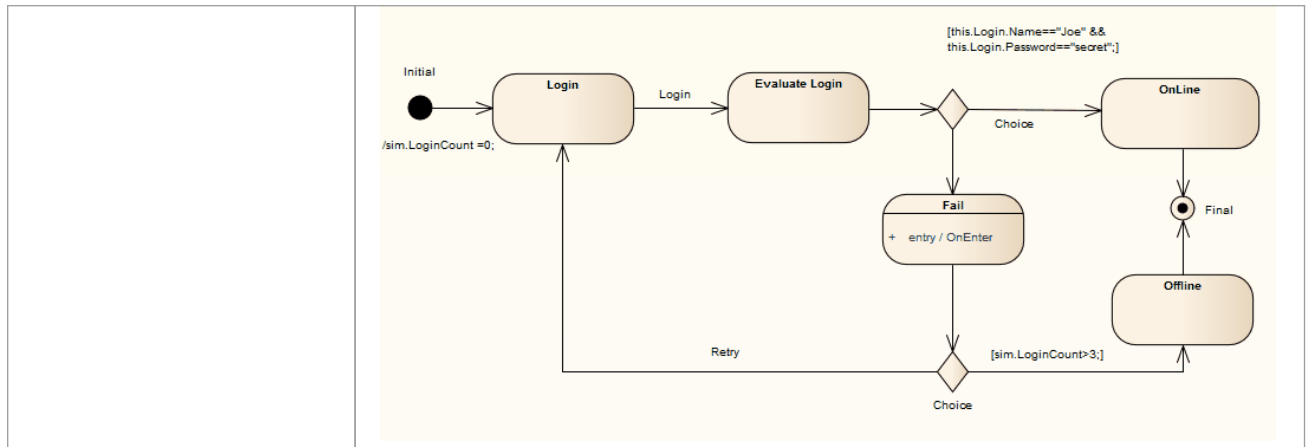 [this.Login.Name=="Joe" &&
this.Login.Password=="secret";]
Initial
Login
Login
Evaluate Login
OnLine
Choice
/sim.LoginCount =0;
Fail
+ entry / OnEnter
Final
Offline
Retry
[sim.LoginCount>3;]
Choice